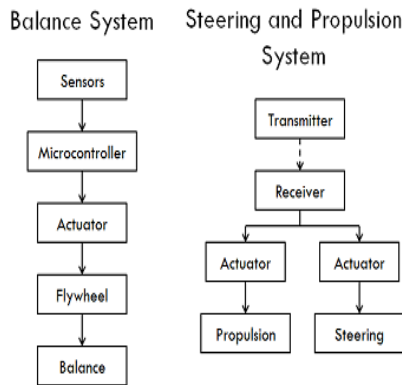 Balance System
Sensors
Microcontroller
Actuator
Flywheel
Balance
Steering and Propulsion
System
Transmitter
Receiver
Actuator
Actuator
Propulsion
Steering